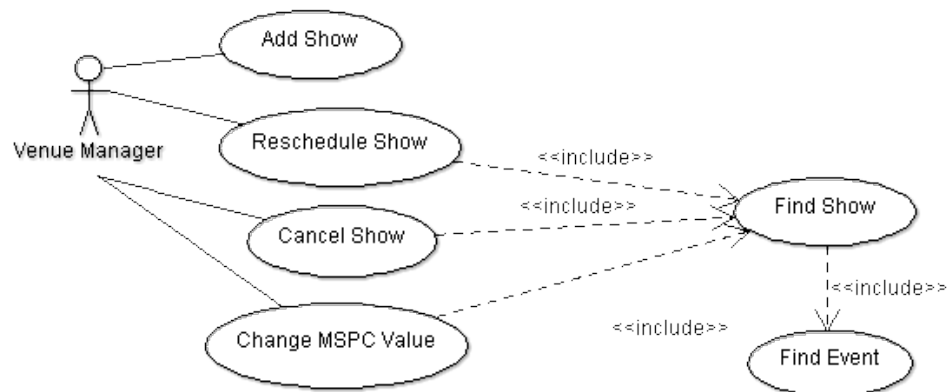 Add Show
Venue Manager
Reschedule Show
<<include>>
<<include>>
Find Show
Cancel Show
<<include>>
Change MSPC Value
<<include>>
Find Event